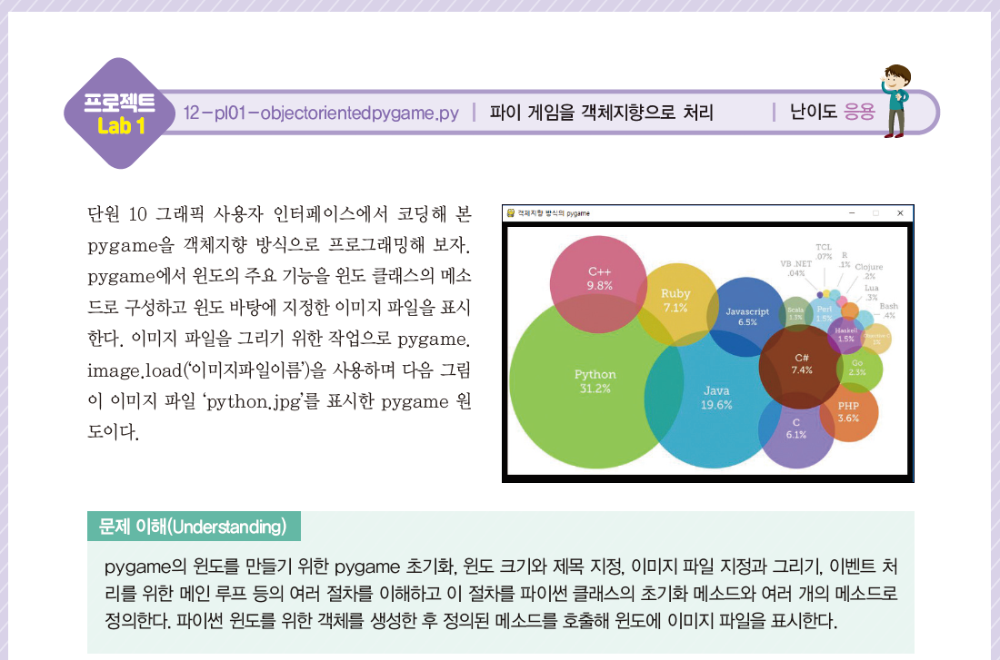 프로젝트
Lab 1
12-pl01-objectorientedpygame.py | 파이 게임을 객체지향으로 처리 | 난이도 응용
단원 10 그래픽 사용자 인터페이스에서 코딩해 본
pygame을 객체지향 방식으로 프로그래밍해 보자.
pygame에서 윈도의 주요 기능을 윈도 클래스의 메소
드로 구성하고 윈도 바탕에 지정한 이미지 파일을 표시
한다. 이미지 파일을 그리기 위한 작업으로 pygame.
image.load('이미지파일이름')을 사용하며 다음 그림
이 이미지 파일 'python.jpg'를 표시한 pygame 윈
도이다.
객체지향 방식의 pygame
C++
9.8%
Ruby
7.1%
Javascript
6.5%
Scala
1.3%
Perl
1.5%
VB .NET
.04%
TCL
.07%
R
.1%
Clojure
.2%
Lua
.3%
Bash
.4%
Objective-C
Haskell
1.5%
Go
2.3%
C#
7.4%
PHP
3.6%
C
6.1%
Java
19.6%
Python
31.2%
문제 이해(Understanding)
pygame의 윈도를 만들기 위한 pygame 초기화, 윈도 크기와 제목 지정, 이미지 파일 지정과 그리기, 이벤트 처
리를 위한 메인 루프 등의 여러 절차를 이해하고 이 절차를 파이썬 클래스의 초기화 메소드와 여러 개의 메소드로
정의한다. 파이썬 윈도를 위한 객체를 생성한 후 정의된 메소드를 호출해 윈도에 이미지 파일을 표시한다.